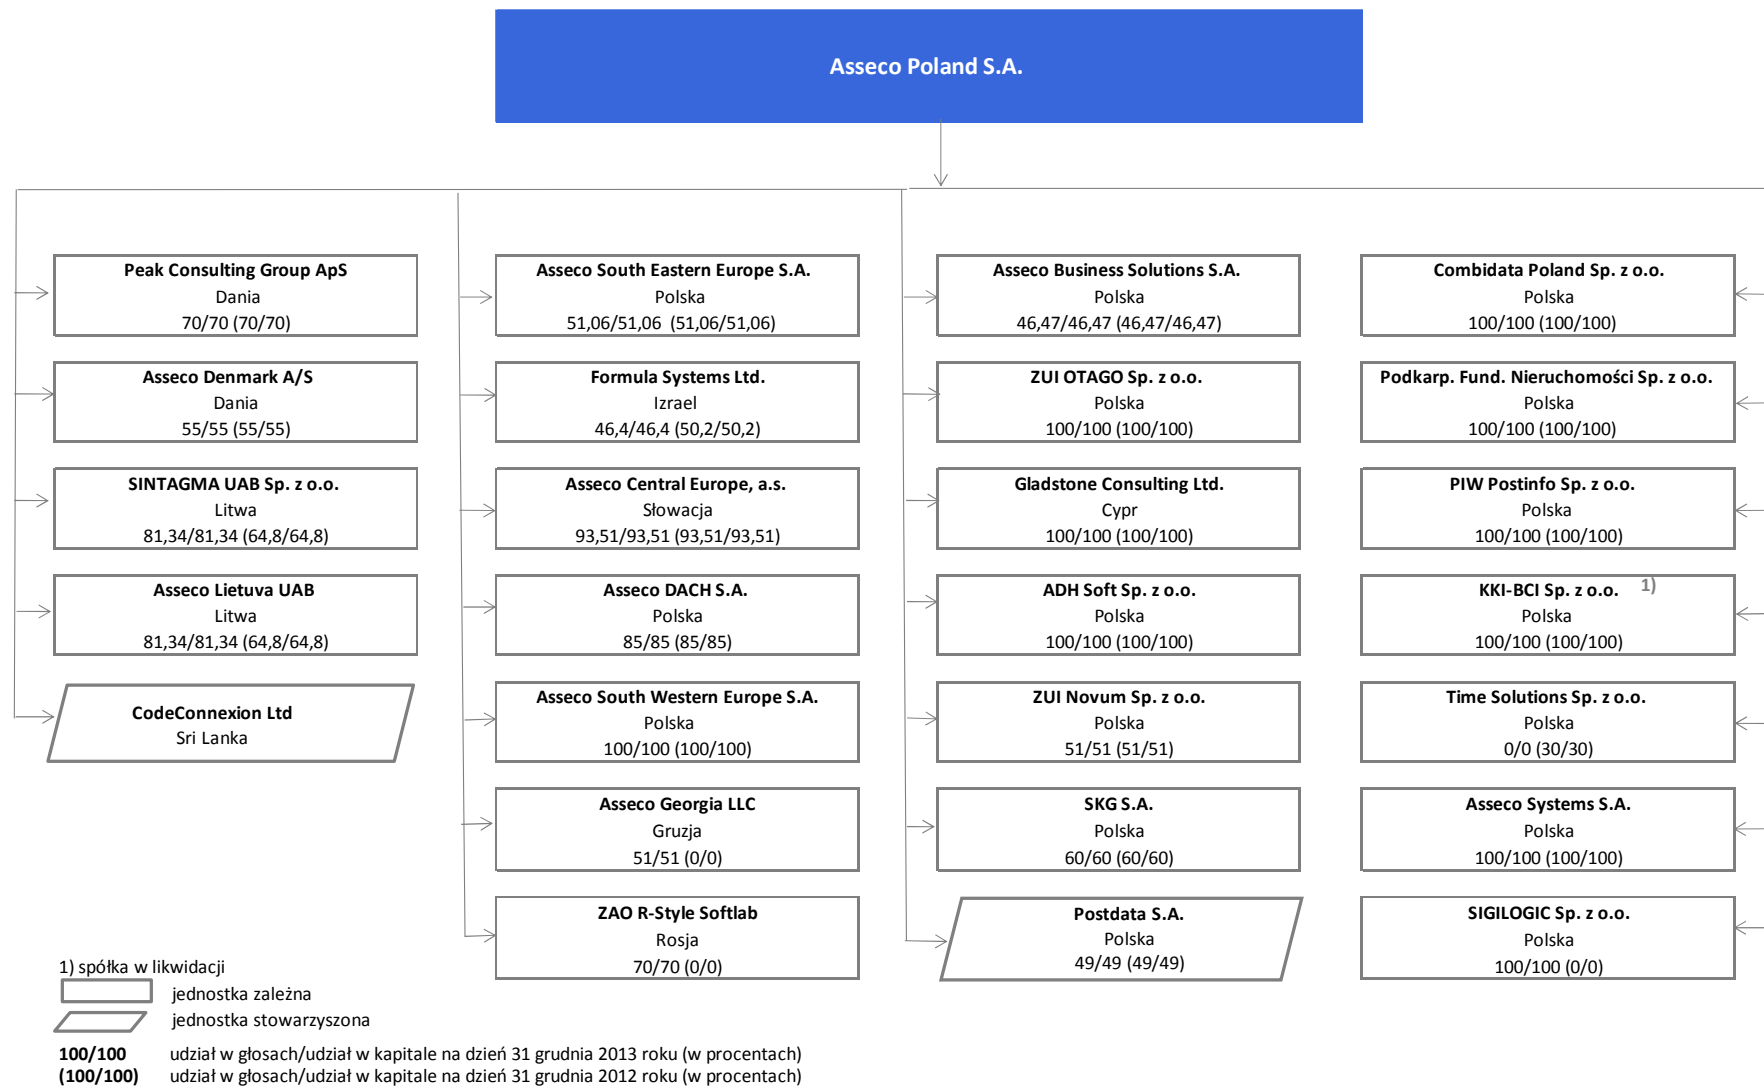 Asseco Poland S.A.
Peak Consulting Group ApS
Dania
70/70 (70/70)
Asseco Denmark A/S
Dania
55/55 (55/55)
SINTAGMA UAB Sp. z o.o.
Litwa
81,34/81,34 (64,8/64,8)
Asseco Lietuva UAB
Litwa
81,34/81,34 (64,8/64,8)
CodeConnexion Ltd
Sri Lanka
Asseco South Eastern Europe S.A.
Polska
51,06/51,06 (51,06/51,06)
Formula Systems Ltd.
Izrael
46,4/46,4 (50,2/50,2)
Asseco Central Europe, a.s.
Słowacja
93,51/93,51 (93,51/93,51)
Asseco DACH S.A.
Polska
85/85 (85/85)
Asseco South Western Europe S.A.
Polska
100/100 (100/100)
Asseco Georgia LLC
Gruzja
51/51 (0/0)
ZAO R-Style Softlab
Rosja
70/70 (0/0)
Asseco Business Solutions S.A.
Polska
46,47/46,47 (46,47/46,47)
ZUI OTAGO Sp. z o.o.
Polska
100/100 (100/100)
Gladstone Consulting Ltd.
Cypr
100/100 (100/100)
ADH Soft Sp. z o.o.
Polska
100/100 (100/100)
ZUI Novum Sp. z o.o.
Polska
51/51 (51/51)
SKG S.A.
Polska
60/60 (60/60)
Postdata S.A.
Polska
49/49 (49/49)
Combidata Poland Sp. z o.o.
Polska
100/100 (100/100)
Podkarp. Fund. Nieruchomości Sp. z o.o.
Polska
100/100 (100/100)
PIW Postinfo Sp. z o.o.
Polska
100/100 (100/100)
KKI-BCI Sp. z o.o. 1)
Polska
100/100 (100/100)
Time Solutions Sp. z o.o.
Polska
0/0 (30/30)
Asseco Systems S.A.
Polska
100/100 (100/100)
SIGILOGIC Sp. z o.o.
Polska
100/100 (0/0)
1) spółka w likwidacji
jednostka zależna
jednostka stowarzyszona
100/100 udział w głosach/udział w kapitale na dzień 31 grudnia 2013 roku (w procentach)
(100/100) udział w głosach/udział w kapitale na dzień 31 grudnia 2012 roku (w procentach)